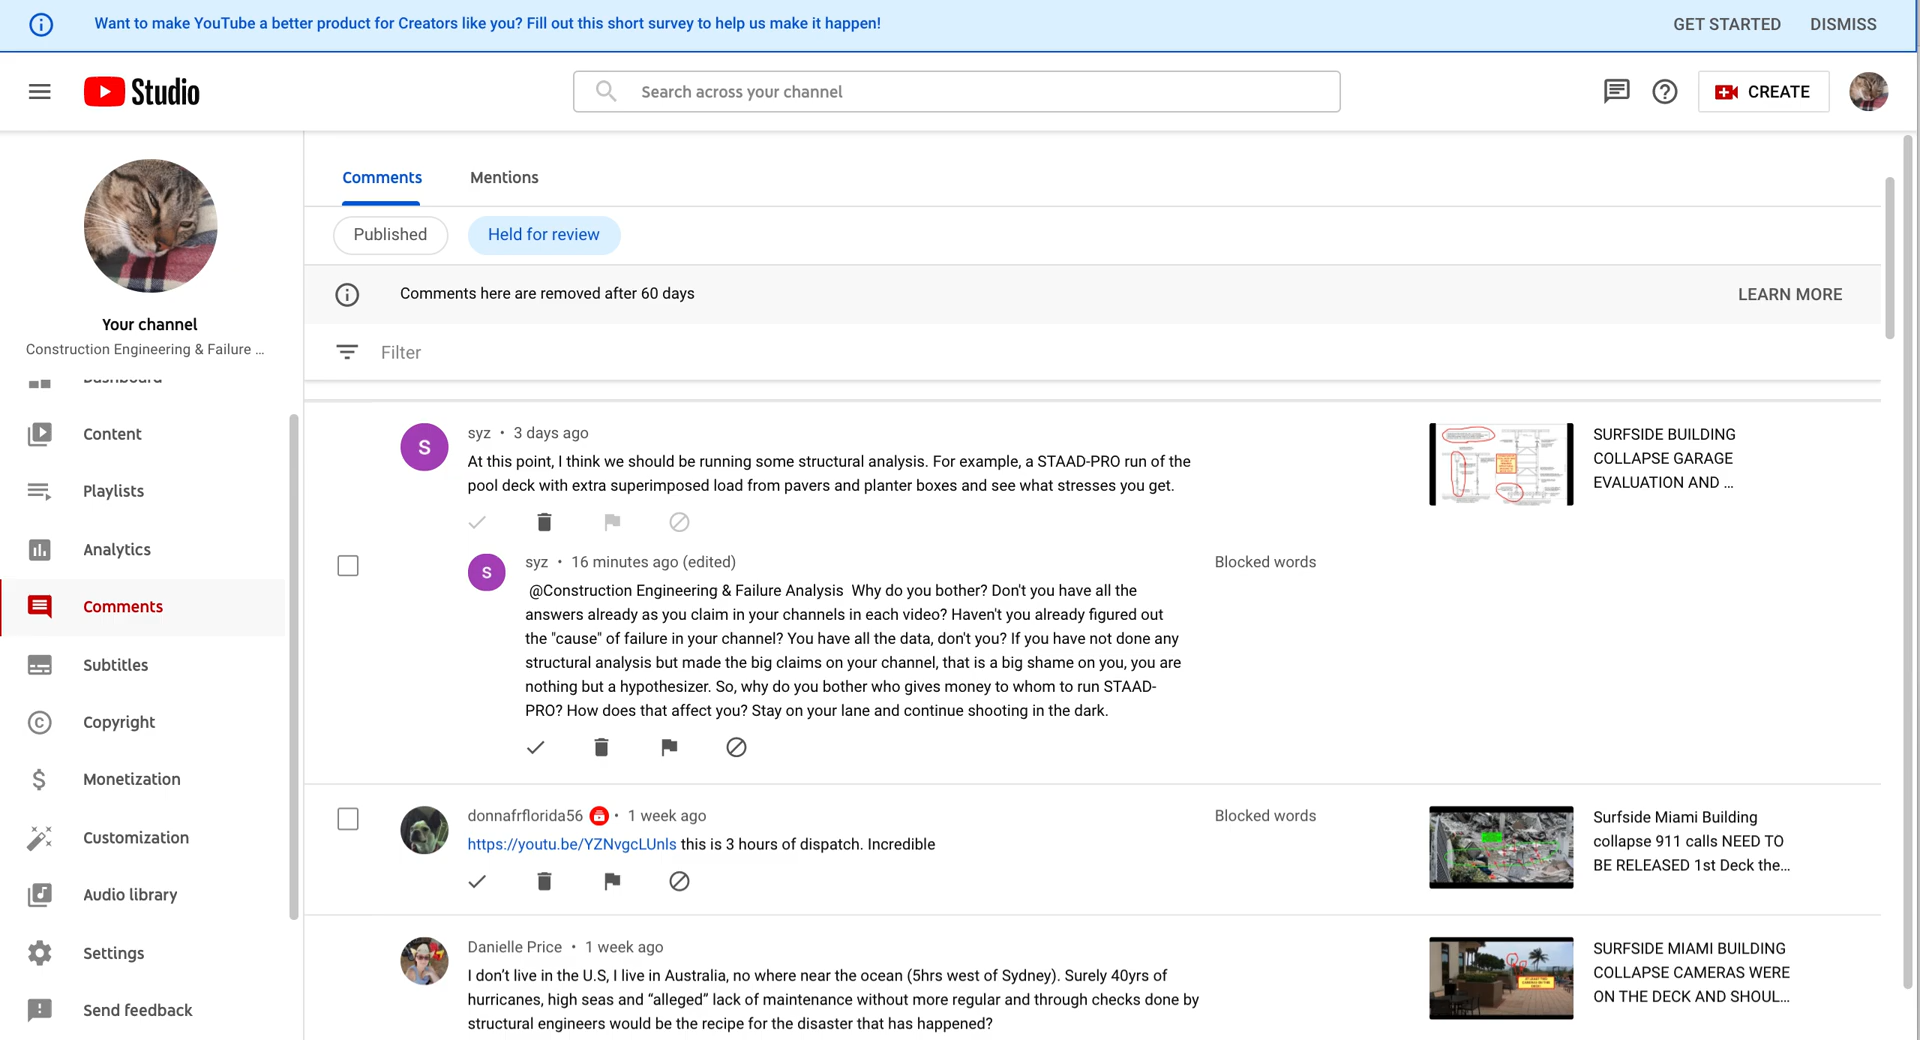 Want to make YouTube a better product for Creators like you? Fill out this short survey to help us make it happen!
GET STARTED
DISMISS
Studio
Search across your channel
CREATE
Your channel
Construction Engineering & Failure ...
Dashboard
Content
Playlists
Analytics
Comments
Subtitles
Copyright
Monetization
Customization
Audio library
Settings
Send feedback
Comments
Mentions
Published
Held for review
Comments here are removed after 60 days
LEARN MORE
Filter
S
syz • 3 days ago
At this point, I think we should be running some structural analysis. For example, a STAAD-PRO run of the
pool deck with extra superimposed load from pavers and planter boxes and see what stresses you get.
SURFSIDE BUILDING
COLLAPSE GARAGE
EVALUATION AND ...
S
syz • 16 minutes ago (edited)
Blocked words
@Construction Engineering & Failure Analysis Why do you bother? Don't you have all the
answers already as you claim in your channels in each video? Haven't you already figured out
the "cause" of failure in your channel? You have all the data, don't you? If you have not done any
structural analysis but made the big claims on your channel, that is a big shame on you, you are
nothing but a hypothesizer. So, why do you bother who gives money to whom to run STAAD-
PRO? How does that affect you? Stay on your lane and continue shooting in the dark.
donnafrflorida56 • 1 week ago
Blocked words
https://youtu.be/YZNvgcLUnls this is 3 hours of dispatch. Incredible
Surfside Miami Building
collapse 911 calls NEED TO
BE RELEASED 1st Deck the...
Danielle Price • 1 week ago
I don’t live in the U.S, I live in Australia, no where near the ocean (5hrs west of Sydney). Surely 40yrs of
hurricanes, high seas and “alleged” lack of maintenance without more regular and through checks done by
structural engineers would be the recipe for the disaster that has happened?
SURFSIDE MIAMI BUILDING
COLLAPSE CAMERAS WERE
ON THE DECK AND SHOUL...